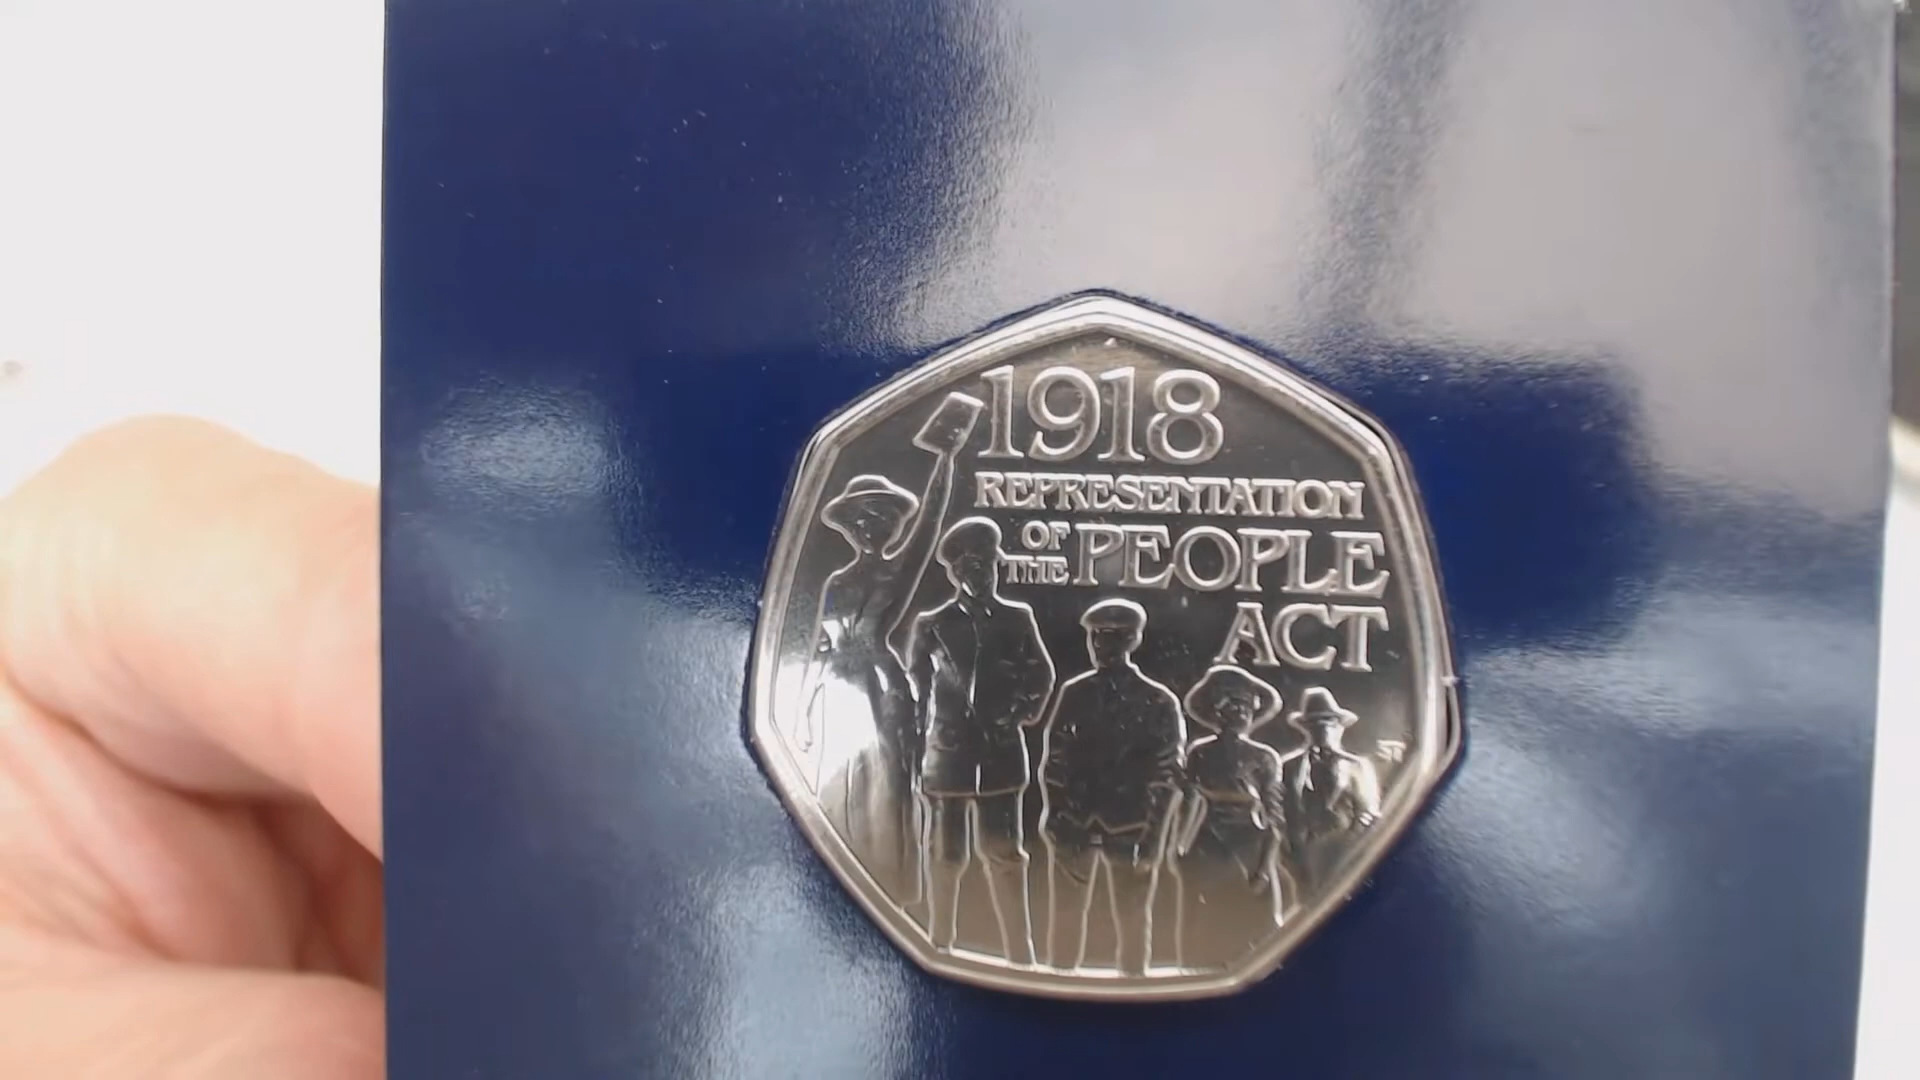 1918
REPRESENTATION
OF THE PEOPLE
ACT